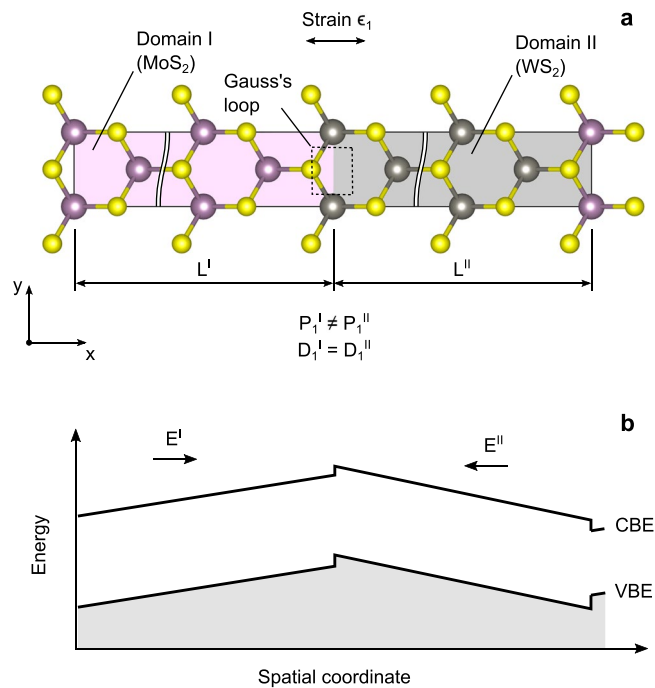 a
Strain ϵ₁
Domain I
(MoS₂)
Domain II
(WS₂)
Gauss's
loop
Lᴵ
Lᴵᴵ
y
x
P₁ᴵ ≠ P₁ᴵᴵ
D₁ᴵ = D₁ᴵᴵ
b
Eᴵ
Eᴵᴵ
CBE
VBE
Energy
Spatial coordinate